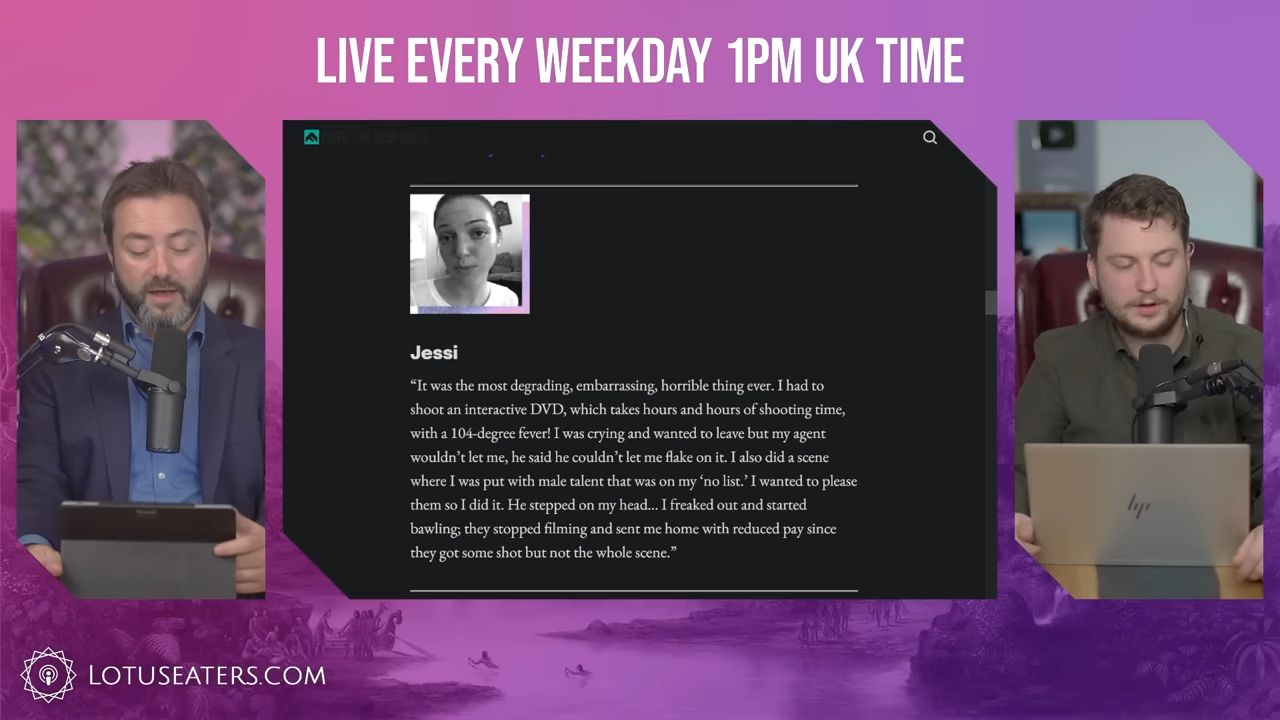 LIVE EVERY WEEKDAY 1PM UK TIME
Jessi
“It was the most degrading, embarrassing, horrible thing ever. I had to
shoot an interactive DVD, which takes hours and hours of shooting time,
with a 104-degree fever! I was crying and wanted to leave but my agent
wouldn’t let me, he said he couldn’t let me flake on it. I also did a scene
where I was put with male talent that was on my ‘no list.’ I wanted to please
them so I did it. He stepped on my head... I freaked out and started
bawling; they stopped filming and sent me home with reduced pay since
they got some shot but not the whole scene.”
hp
LOTUSEATERS.COM